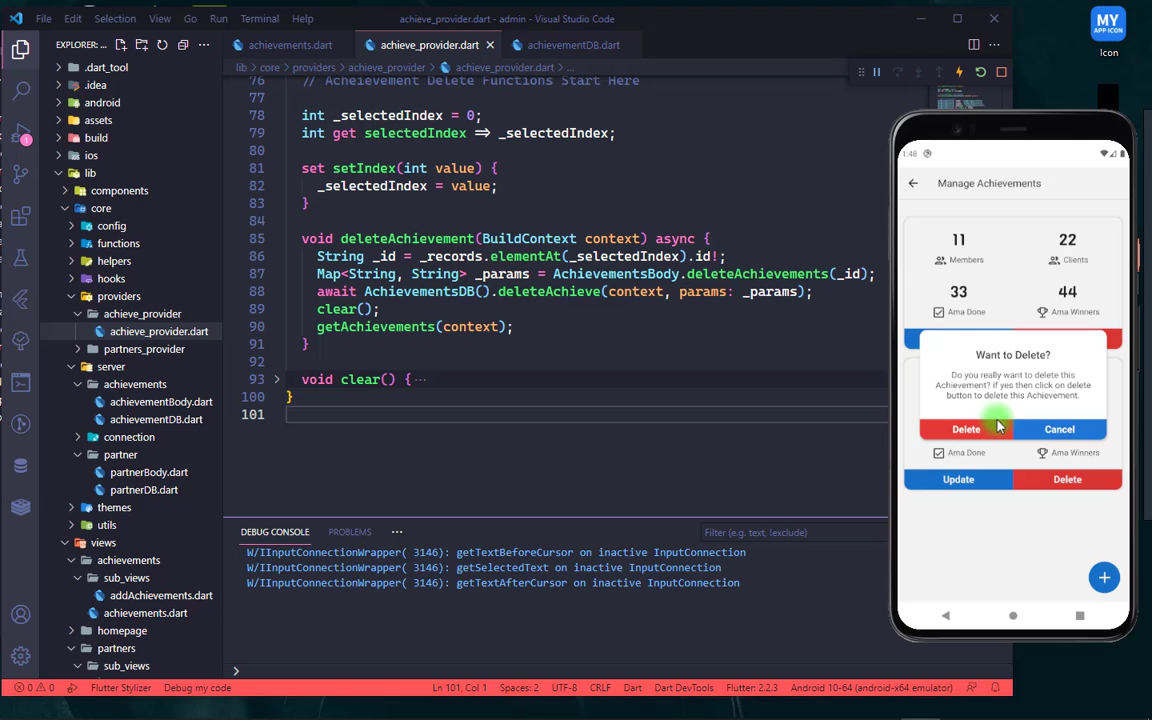 File Edit Selection View Go Run Terminal Help
achieve_provider.dart - admin - Visual Studio Code
MY
APP ICON
Icon
EXPLORER: ...
achievements.dart
achieve_provider.dart
achievementDB.dart
lib > core > providers > achieve_provider > achieve_provider.dart > ...
.dart_tool
.idea
android
assets
build
ios
lib
components
core
config
functions
helpers
hooks
providers
achieve_provider
achieve_provider.dart
partners_provider
server
achievements
achievementBody.dart
achievementDB.dart
connection
partner
partnerBody.dart
partnerDB.dart
themes
utils
views
achievements
sub_views
addAchievements.dart
achievements.dart
homepage
partners
sub_views
1
76 // Acheievement Delete Functions Start Here
77
78 int _selectedIndex = 0;
79 int get selectedIndex => _selectedIndex;
80
81 set setIndex(int value) {
82 _selectedIndex = value;
83 }
84
85 void deleteAchievement(BuildContext context) async {
86 String _id = _records.elementAt(_selectedIndex).id!;
87 Map<String, String> _params = AchievementsBody.deleteAchievements(_id);
88 await AchievementsDB().deleteAchieve(context, params: _params);
89 clear();
90 getAchievements(context);
91 }
92
93 void clear() { ...
100 }
101
DEBUG CONSOLE
PROBLEMS
...
Filter (e.g. text, !exclude)
W/IInputConnectionWrapper( 3146): getTextBeforeCursor on inactive InputConnection
W/IInputConnectionWrapper( 3146): getSelectedText on inactive InputConnection
W/IInputConnectionWrapper( 3146): getTextAfterCursor on inactive InputConnection
>
0 0 Flutter Stylizer Debug my code
Ln 101, Col 1 Spaces: 2 UTF-8 CRLF Dart Dart DevTools Flutter: 2.2.3 Android 10-64 (android-x64 emulator)
1:48
Manage Achievements
11 22
Members Clients
33 44
Ama Done Ama Winners
Want to Delete?
Do you really want to delete this
Achievement? if yes then click on delete
button to delete this Achievement.
Delete Cancel
Ama Done Ama Winners
Update Delete
+